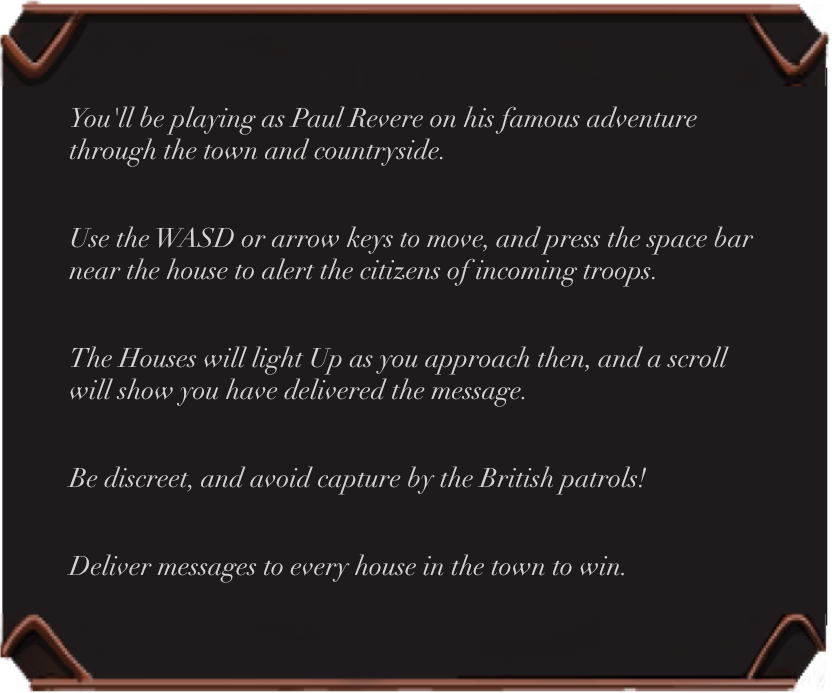 You'll be playing as Paul Revere on his famous adventure
through the town and countryside.
Use the WASD or arrow keys to move, and press the space bar
near the house to alert the citizens of incoming troops.
The Houses will light Up as you approach then, and a scroll
will show you have delivered the message.
Be discreet, and avoid capture by the British patrols!
Deliver messages to every house in the town to win.